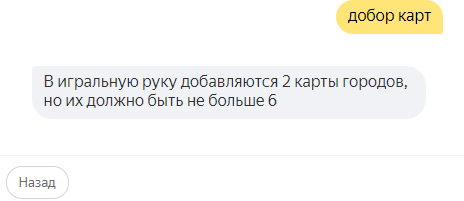 добор карт
В игральную руку добавляются 2 карты городов,
но их должно быть не больше 6
Назад